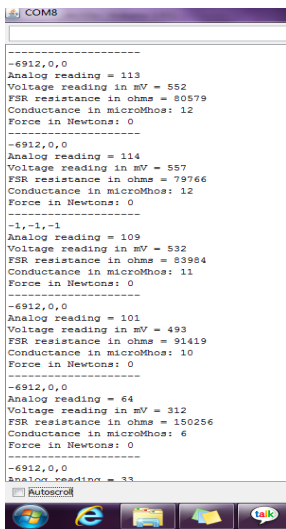 COM8
--------------------
-6912,0,0
Analog reading = 113
Voltage reading in mV = 552
FSR resistance in ohms = 80579
Conductance in microMhos: 12
Force in Newtons: 0
--------------------
-6912,0,0
Analog reading = 114
Voltage reading in mV = 557
FSR resistance in ohms = 79766
Conductance in microMhos: 12
Force in Newtons: 0
--------------------
-1,-1,-1
Analog reading = 109
Voltage reading in mV = 532
FSR resistance in ohms = 83984
Conductance in microMhos: 11
Force in Newtons: 0
--------------------
-6912,0,0
Analog reading = 101
Voltage reading in mV = 493
FSR resistance in ohms = 91419
Conductance in microMhos: 10
Force in Newtons: 0
--------------------
-6912,0,0
Analog reading = 64
Voltage reading in mV = 312
FSR resistance in ohms = 150256
Conductance in microMhos: 6
Force in Newtons: 0
--------------------
-6912,0,0
Analog reading = 33
Autoscroll
talk